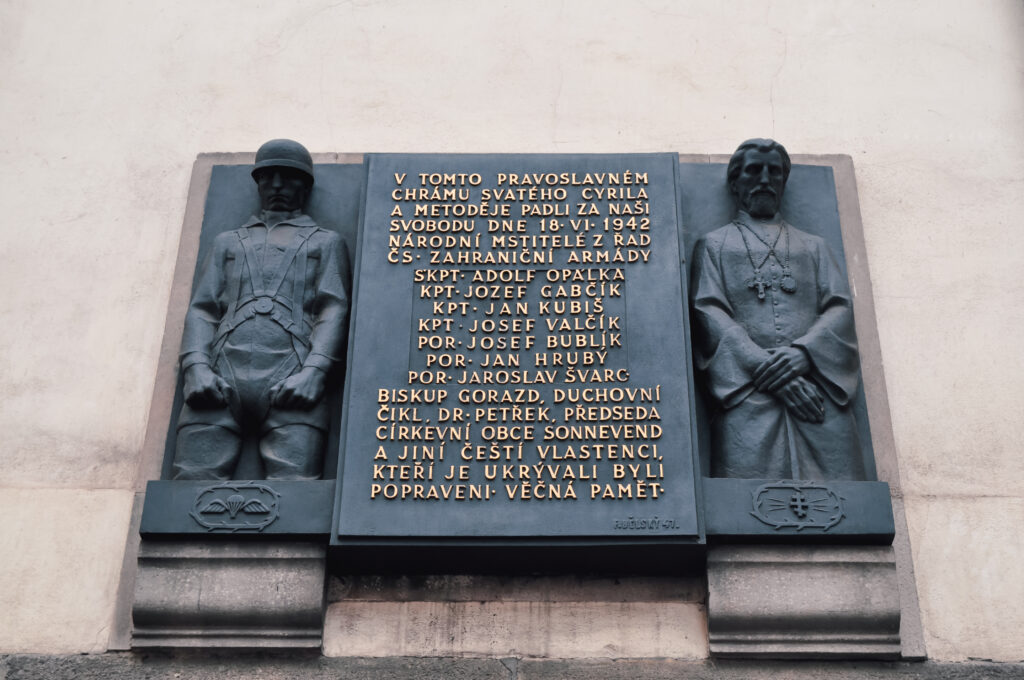 V TOMTO PRAVOSLAVNÉM
CHRÁMU SVATÉHO CYRILA
A METODĚJE PADLI ZA NAŠI
SVOBODU DNE 18·VI·1942
NÁRODNÍ MSTITELÉ Z ŘAD
ČS· ZAHRANIČNÍ ARMÁDY
SKPT· ADOLF OPÁLKA
KPT· JOZEF GABČÍK
KPT· JAN KUBIŠ
KPT· JOSEF VALČÍK
POR· JOSEF BUBLÍK
POR· JAN HRUBÝ
POR· JAROSLAV ŠVARC·
BISKUP GORAZD, DUCHOVNÍ
ČIKL, DR· PETŘEK, PŘEDSEDA
CÍRKEVNÍ OBCE SONNEVEND
A JINÍ ČEŠTÍ VLASTENCI,
KTEŘÍ JE UKRÝVALI BYLI
POPRAVENI· VĚČNÁ PAMĚT·
F. BĚLSKÝ 47.